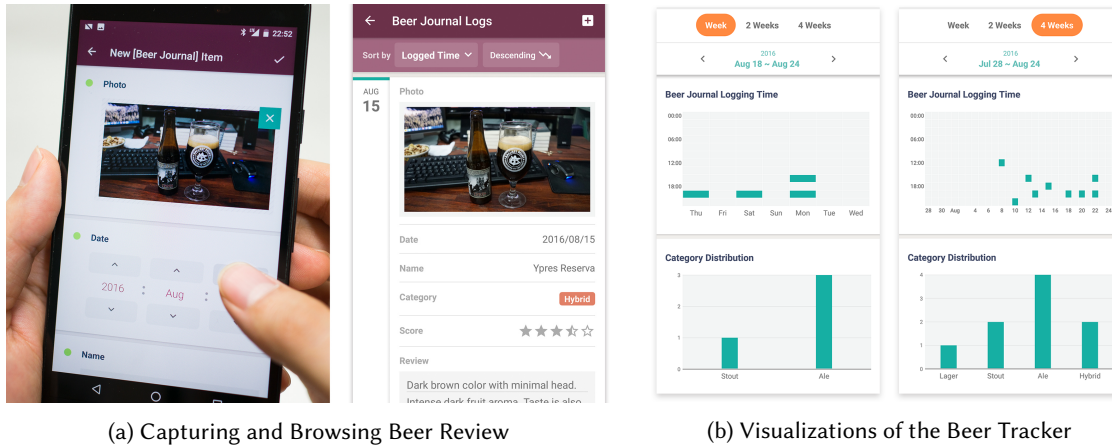 22:52
New [Beer Journal] Item
Photo
Date
2016 : Aug :
Name
Beer Journal Logs
Sort by Logged Time Descending
AUG
15
Photo
Date 2016/08/15
Name Ypres Reserva
Category Hybrid
Score
Review
Dark brown color with minimal head.
Intense dark fruit aroma. Taste is also
(a) Capturing and Browsing Beer Review
Week 2 Weeks 4 Weeks
2016
Aug 18 ~ Aug 24
Beer Journal Logging Time
00:00
06:00
12:00
18:00
Thu Fri Sat Sun Mon Tue Wed
Category Distribution
3
2
1
0
Stout Ale
Week 2 Weeks 4 Weeks
2016
Jul 28 ~ Aug 24
Beer Journal Logging Time
00:00
06:00
12:00
18:00
28 30 Aug 4 6 8 10 12 14 16 18 20 22 24
Category Distribution
4
3
2
1
0
Lager Stout Ale Hybrid
(b) Visualizations of the Beer Tracker